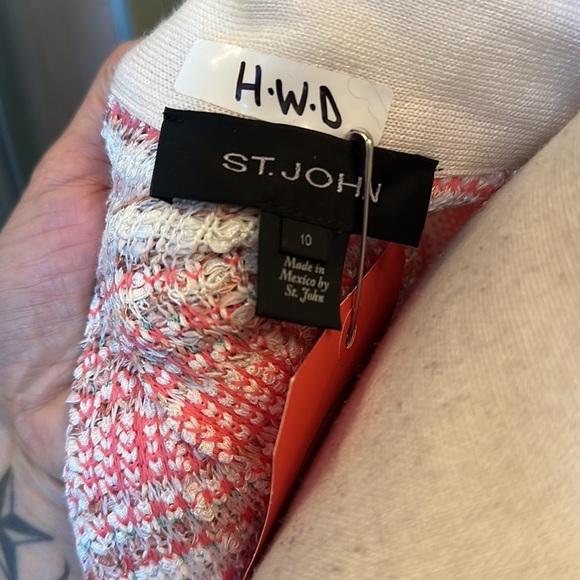 H.W.D
ST. JOHN
10
Made in
Mexico by
St. John